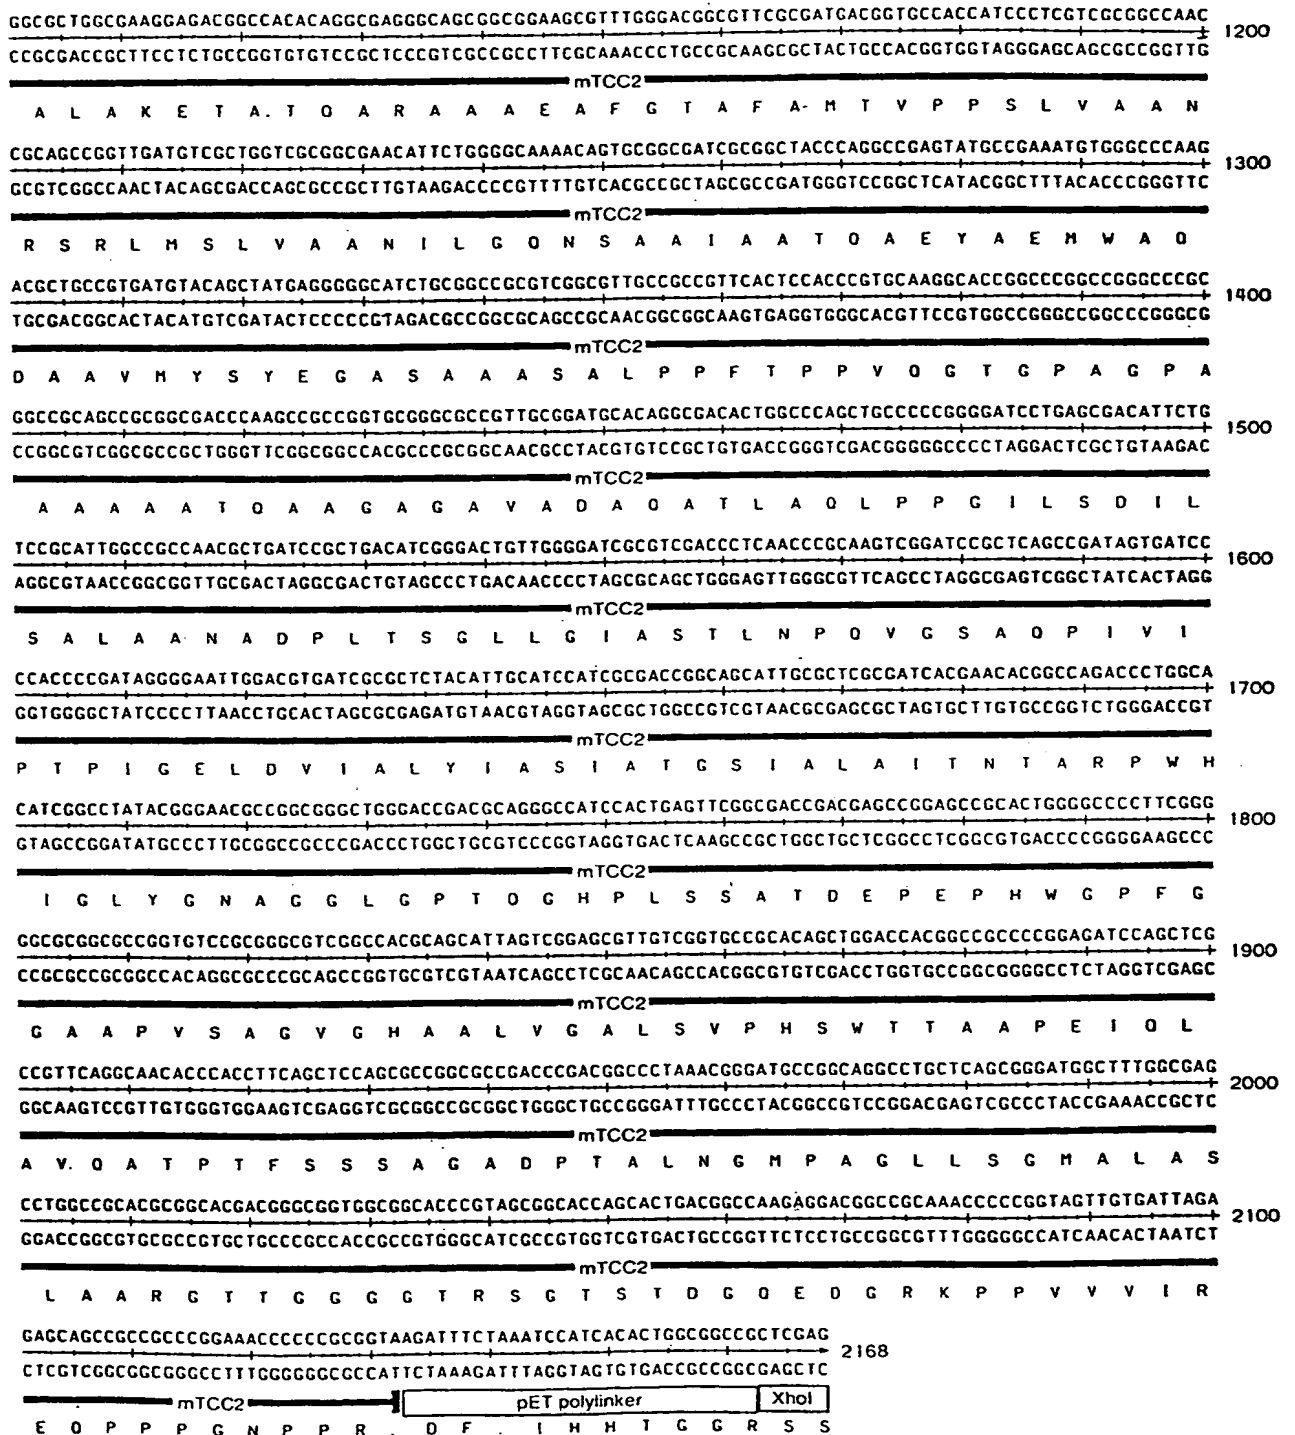 GGCGCTGGCGAAGGAGACGGCCACACAGGCGAGGGCAGCGGCGGAAGCGTTTGGGACGGCGTTCGCGATGACGGTGCCACCATCCCTCGTCGCGGCCAAC
1200
CCGCGACCGCTTCCTCTGCCGGTGTGTCCGCTCCCGTCGCCGCCTTCGCAAACCCTGCCGCAAGCGCTACTGCCACGGTGGTAGGGAGCAGCGCCGGTTG
mTCC2
A L A K E T A. T Q A R A A A E A F G T A F A- M T V P P S L V A A N
CGCAGCCGGTTGATGTCGCTGGTCGCGGCGAACATTCTGGGGCAAAACAGTGCGGCGATCGCGGCTACCCAGGCCGAGTATGCCGAAATGTGGGCCCAAG
1300
GCGTCGGCCAACTACAGCGACCAGCGCCGCTTGTAAGACCCCGTTTTGTCACGCCGCTAGCGCCGATGGGTCCGGCTCATACGGCTTTACACCCGGGTTC
mTCC2
R S R L M S L V A A N I L G Q N S A A I A A T Q A E Y A E M W A Q
ACGCTGCCGTGATGTACAGCTATGAGGGGGCATCTGCGGCCGCGTCGGCGTTGCCGCCGTTCACTCCACCCGTGCAAGGCACCGGCCCGGCCGGGCCCGC
1400
TGCGACGGCACTACATGTCGATACTCCCCCGTAGACGCCGGCGCAGCCGCAACGGCGGCAAGTGAGGTGGGCACGTTCCGTGGCCGGGCCGGCCCGGGCG
mTCC2
D A A V M Y S Y E G A S A A A S A L P P F T P P V Q G T G P A G P A
GGCCGCAGCCGCGGCGACCCAAGCCGCCGGTGCGGGCGCCGTTGCGGATGCACAGGCGACACTGGCCCAGCTGCCCCCGGGGATCCTGAGCGACATTCTG
1500
CCGGCGTCGGCGCCGCTGGGTTCGGCGGCCACGCCCGCGGCAACGCCTACGTGTCCGCTGTGACCGGGTCGACGGGGGCCCCTAGGACTCGCTGTAAGAC
mTCC2
A A A A A T Q A A G A G A V A D A Q A T L A Q L P P G I L S D I L
TCCGCATTGGCCGCCAACGCTGATCCGCTGACATCGGGACTGTTGGGGATCGCGTCGACCCTCAACCCGCAAGTCGGATCCGCTCAGCCGATAGTGATCC
1600
AGGCGTAACCGGCGGTTGCGACTAGGCGACTGTAGCCCTGACAACCCCTAGCGCAGCTGGGAGTTGGGCGTTCAGCCTAGGCGAGTCGGCTATCACTAGG
mTCC2
S A L A A N A D P L T S G L L G I A S T L N P Q V G S A Q P I V I
CCACCCCGATAGGGGAATTGGACGTGATCGCGCTCTACATTGCATCCATCGCGACCGGCAGCATTGCGCTCGCGATCACGAACACGGCCAGACCCTGGCA
1700
GGTGGGGCTATCCCCTTAACCTGCACTAGCGCGAGATGTAACGTAGGTAGCGCTGGCCGTCGTAACGCGAGCGCTAGTGCTTGTGCCGGTCTGGGACCGT
mTCC2
P T P I G E L D V I A L Y I A S I A T G S I A L A I T N T A R P W H
CATCGGCCTATACGGGAACGCCGGCGGGCTGGGACCGACGCAGGGCCATCCACTGAGTTCGGCGACCGACGAGCCGGAGCCGCACTGGGGCCCCTTCGGG
1800
GTAGCCGGATATGCCCTTGCGGCCGCCCGACCCTGGCTGCGTCCCGGTAGGTGACTCAAGCCGCTGGCTGCTCGGCCTCGGCGTGACCCCGGGGAAGCCC
mTCC2
I G L Y G N A G G L G P T Q G H P L S S A T D E P E P H W G P F G
GGCGCGGCGCCGGTGTCCGCGGGCGTCGGCCACGCAGCATTAGTCGGAGCGTTGTCGGTGCCGCACAGCTGGACCACGGCCGCCCCGGAGATCCAGCTCG
1900
CCGCGCCGCGGCCACAGGCGCCCGCAGCCGGTGCGTCGTAATCAGCCTCGCAACAGCCACGGCGTGTCGACCTGGTGCCGGCGGGGCCTCTAGGTCGAGC
mTCC2
G A A P V S A G V G H A A L V G A L S V P H S W T T A A P E I Q L
CCGTTCAGGCAACACCCACCTTCAGCTCCAGCGCCGGCGCCGACCCGACGGCCCTAAACGGGATGCCGGCAGGCCTGCTCAGCGGGATGGCTTTGGCGAG
2000
GGCAAGTCCGTTGTGGGTGGAAGTCGAGGTCGCGGCCGCGGCTGGGCTGCCGGGATTTGCCCTACGGCCGTCCGGACGAGTCGCCCTACCGAAACCGCTC
mTCC2
A V. Q A T P T F S S S A G A D P T A L N G M P A G L L S G M A L A S
CCTGGCCGCACGCGGCACGACGGGCGGTGGCGGCACCCGTAGCGGCACCAGCACTGACGGCCAAGAGGACGGCCGCAAACCCCCGGTAGTTGTGATTAGA
2100
GGACCGGCGTGCGCCGTGCTGCCCGCCACCGCCGTGGGCATCGCCGTGGTCGTGACTGCCGGTTCTCCTGCCGGCGTTTGGGGGCCATCAACACTAATCT
mTCC2
L A A R G T T G G G G T R S G T S T D G Q E D G R K P P V V V I R
GAGCAGCCGCCGCCCGGAAACCCCCCGCGGTAAGATTTCTAAATCCATCACACTGGCGGCCGCTCGAG
2168
CTCGTCGGCGGCGGGCCTTTGGGGGGCGCCATTCTAAAGATTTAGGTAGTGTGACCGCCGGCGAGCTC
mTCC2 pET polylinker XhoI
E Q P P P G N P P R . D F . I H H T G G R S S